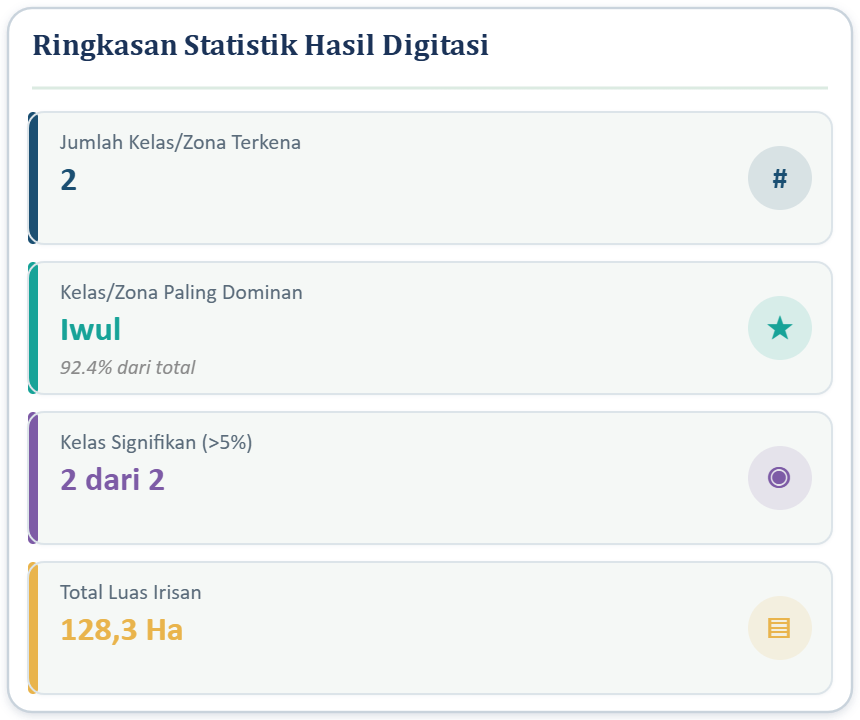 Ringkasan Statistik Hasil Digitasi
Jumlah Kelas/Zona Terkena
2
#
Kelas/Zona Paling Dominan
Iwul
92.4% dari total
Kelas Signifikan (>5%)
2 dari 2
Total Luas Irisan
128,3 Ha